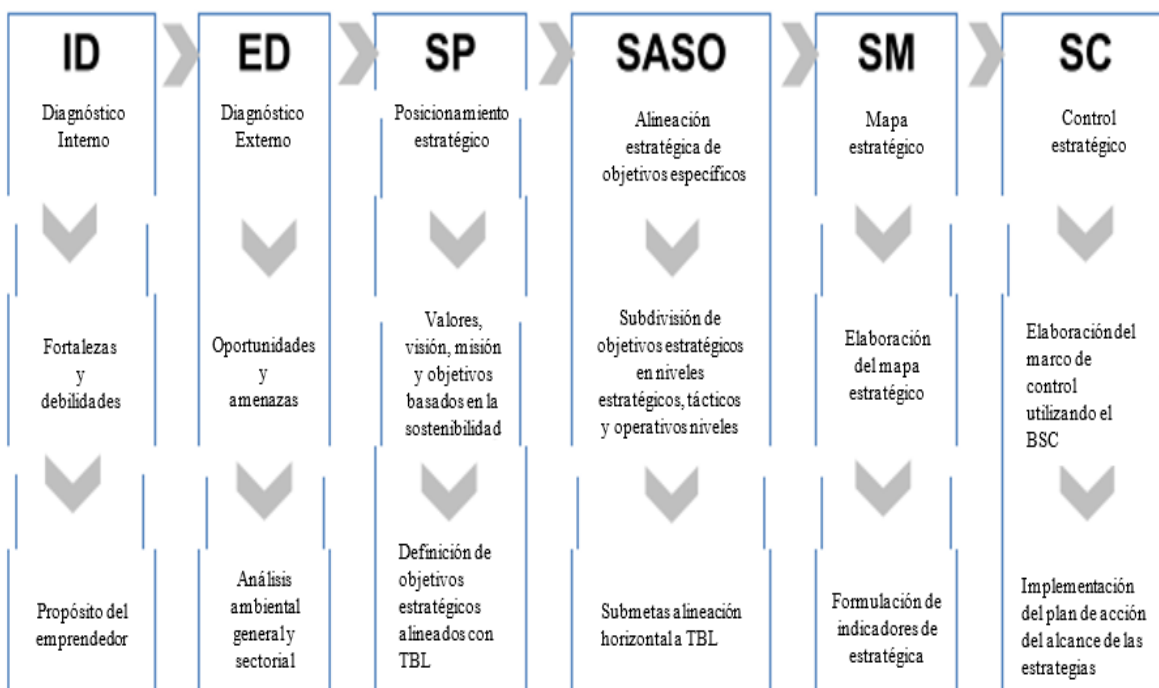 ID
Diagnóstico
Interno
Fortalezas
y
debilidades
Propósito del
emprendedor
ED
Diagnóstico
Externo
Oportunidades
y
amenazas
Análisis
ambiental
general y
sectorial
SP
Posicionamiento
estratégico
Valores,
visión, misión
y objetivos
basados en la
sostenibilidad
Definición de
objetivos
estratégicos
alineados con
TBL
SASO
Alineación
estratégica de
objetivos específicos
Subdivisión de
objetivos estratégicos
en niveles
estratégicos, tácticos
y operativos niveles
Submetas alineación
horizontal a TBL
SM
Mapa
estratégico
Elaboración
del mapa
estratégico
Formulación de
indicadores de
estratégica
SC
Control
estratégico
Elaboración del
marco de
control
utilizando el
BSC
Implementación
del plan de acción
del alcance de las
estrategias